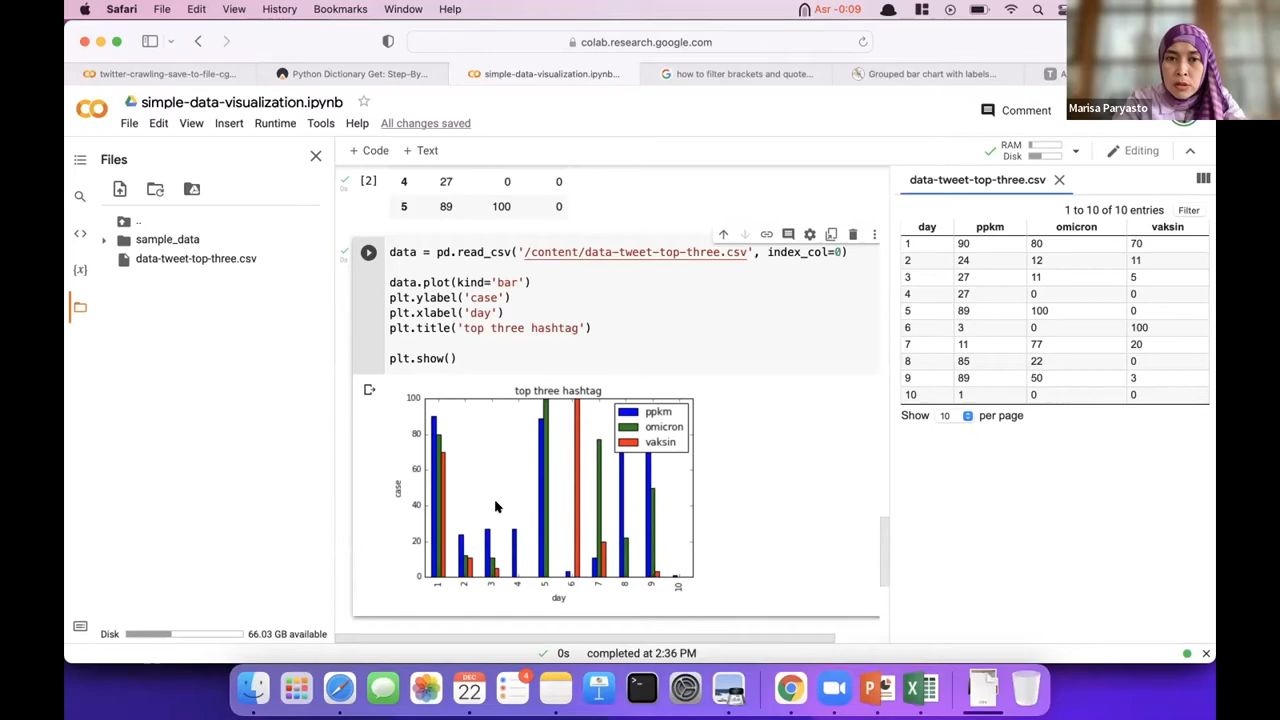 Safari File Edit View History Bookmarks Window Help Asr -0:09
colab.research.google.com
twitter-crawling-save-to-file-cg... Python Dictionary Get: Step-By... simple-data-visualization.ipynb... how to filter brackets and quote... Grouped bar chart with labels...
simple-data-visualization.ipynb
File Edit View Insert Runtime Tools Help All changes saved
Comment
Marisa Paryasto
Files
+ Code + Text
RAM
Disk
Editing
..
sample_data
data-tweet-top-three.csv
Disk 66.03 GB available
[2] 4 27 0 0
0s
5 89 100 0
0s
data = pd.read_csv('/content/data-tweet-top-three.csv', index_col=0)
data.plot(kind='bar')
plt.ylabel('case')
plt.xlabel('day')
plt.title('top three hashtag')
plt.show()
top three hashtag
100
80
60
40
20
0
case
ppkm
omicron
vaksin
1 2 3 4 5 6 7 8 9 10
day
data-tweet-top-three.csv
1 to 10 of 10 entries Filter
day ppkm omicron vaksin
1 90 80 70
2 24 12 11
3 27 11 5
4 27 0 0
5 89 100 0
6 3 0 100
7 11 77 20
8 85 22 0
9 89 50 3
10 1 0 0
Show 10 per page
0s completed at 2:36 PM
DEC
22
4